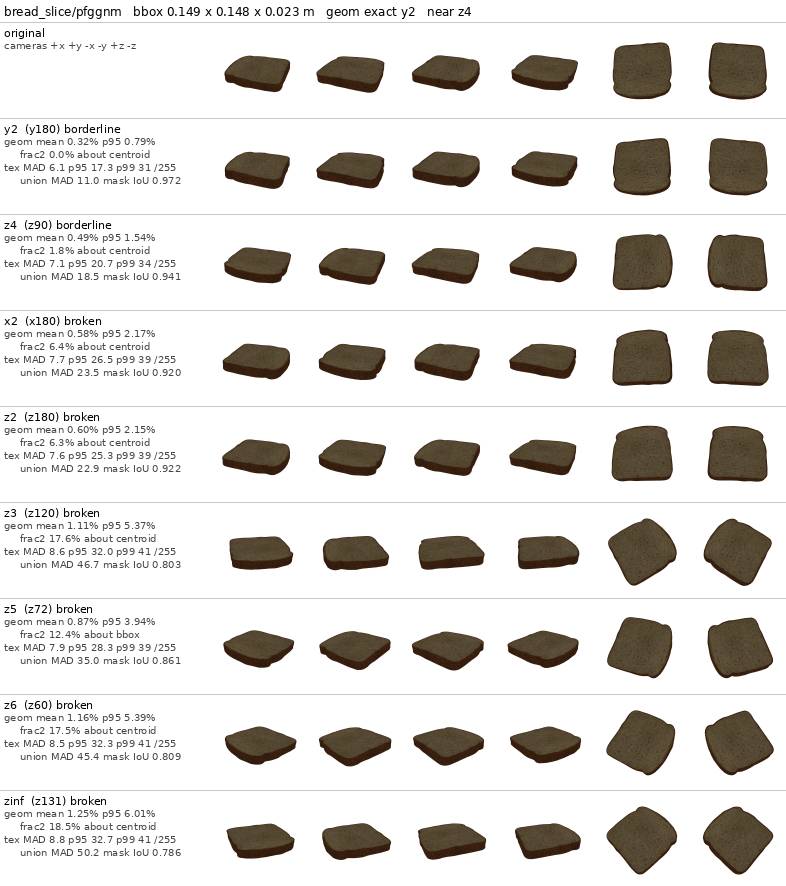 bread_slice/pfggnm bbox 0.149 x 0.148 x 0.023 m geom exact y2 near z4
original
cameras +x +y -x -y +z -z
y2 (y180) borderline
geom mean 0.32% p95 0.79%
frac2 0.0% about centroid
tex MAD 6.1 p95 17.3 p99 31 /255
union MAD 11.0 mask IoU 0.972
z4 (z90) borderline
geom mean 0.49% p95 1.54%
frac2 1.8% about centroid
tex MAD 7.1 p95 20.7 p99 34 /255
union MAD 18.5 mask IoU 0.941
x2 (x180) broken
geom mean 0.58% p95 2.17%
frac2 6.4% about centroid
tex MAD 7.7 p95 26.5 p99 39 /255
union MAD 23.5 mask IoU 0.920
z2 (z180) broken
geom mean 0.60% p95 2.15%
frac2 6.3% about centroid
tex MAD 7.6 p95 25.3 p99 39 /255
union MAD 22.9 mask IoU 0.922
z3 (z120) broken
geom mean 1.11% p95 5.37%
frac2 17.6% about centroid
tex MAD 8.6 p95 32.0 p99 41 /255
union MAD 46.7 mask IoU 0.803
z5 (z72) broken
geom mean 0.87% p95 3.94%
frac2 12.4% about bbox
tex MAD 7.9 p95 28.3 p99 39 /255
union MAD 35.0 mask IoU 0.861
z6 (z60) broken
geom mean 1.16% p95 5.39%
frac2 17.5% about centroid
tex MAD 8.5 p95 32.3 p99 41 /255
union MAD 45.4 mask IoU 0.809
zinf (z131) broken
geom mean 1.25% p95 6.01%
frac2 18.5% about centroid
tex MAD 8.8 p95 32.7 p99 41 /255
union MAD 50.2 mask IoU 0.786